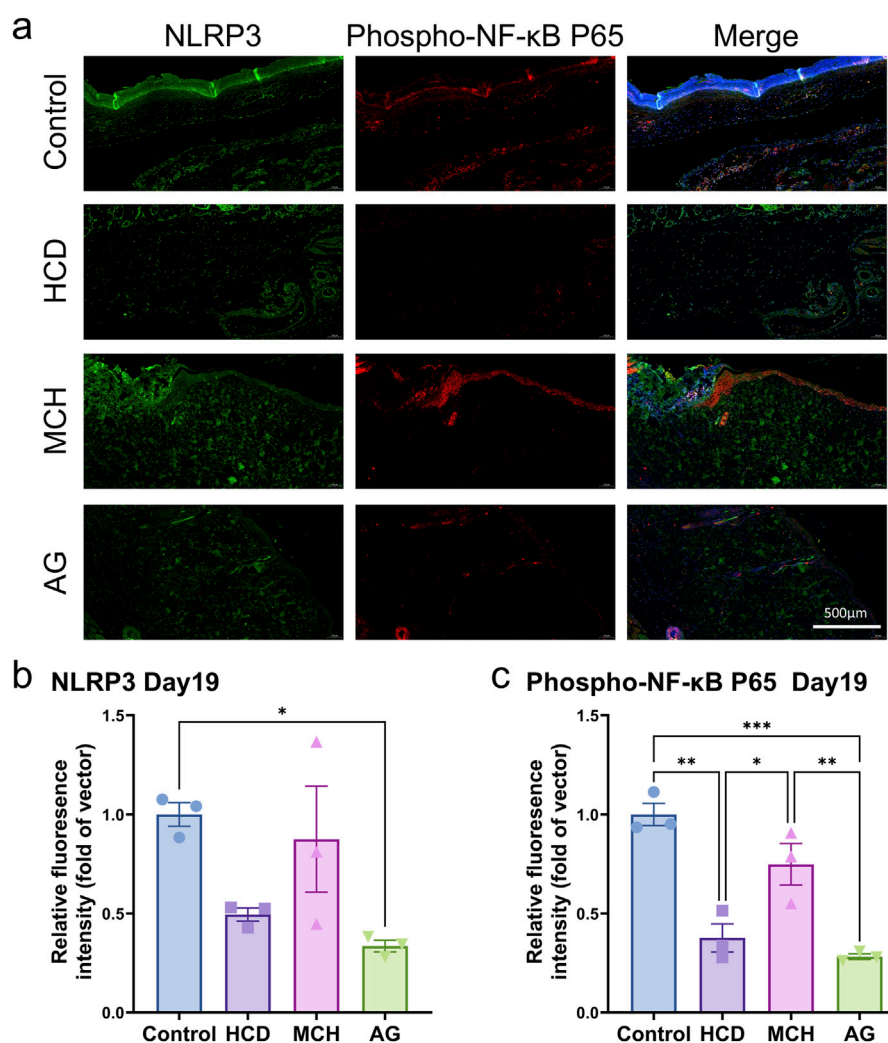 a
NLRP3 Phospho-NF-κB P65 Merge
Control
HCD
MCH
AG
500μm
b NLRP3 Day19
*
Relative fluoresence
intensity (fold of vector)
1.5
1.0
0.5
0.0
Control HCD MCH AG
c Phospho-NF-κB P65 Day19
***
** * **
Relative fluoresence
intensity (fold of vector)
1.5
1.0
0.5
0.0
Control HCD MCH AG